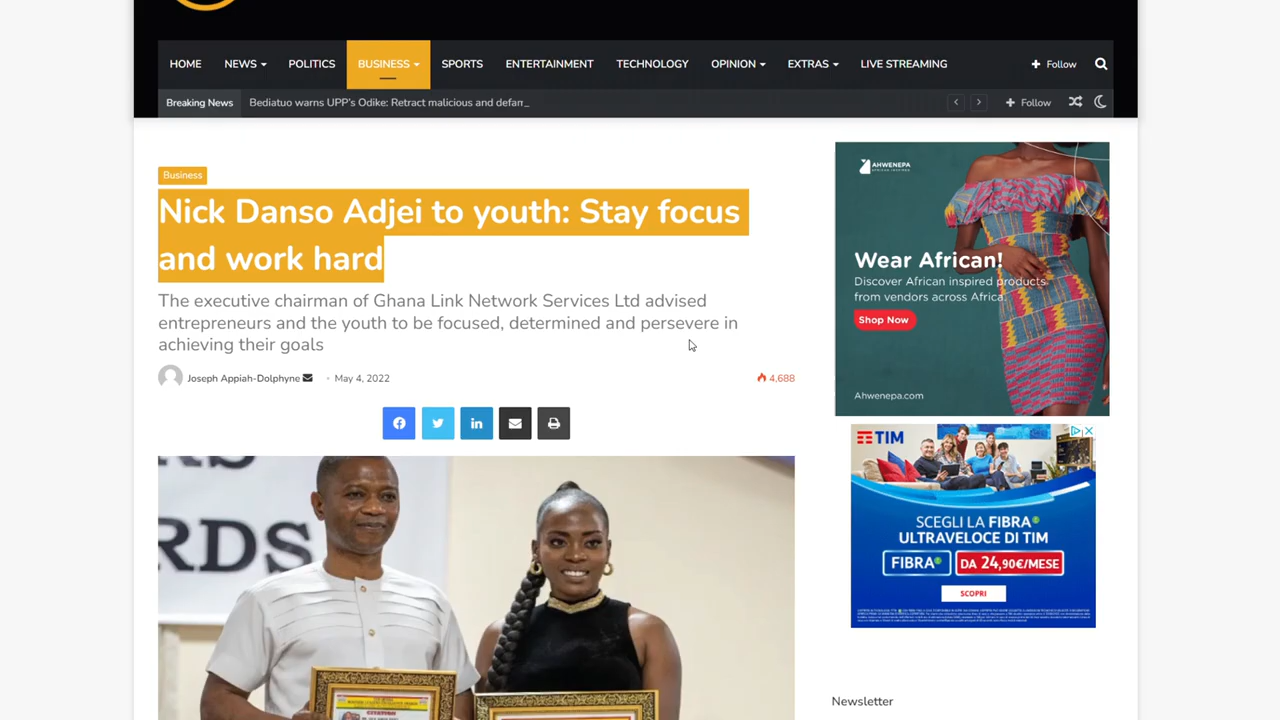 HOME NEWS POLITICS BUSINESS SPORTS ENTERTAINMENT TECHNOLOGY OPINION EXTRAS LIVE STREAMING Follow
Breaking News Bediatuo warns UPP's Odike: Retract malicious and defam_ Follow
Business
Nick Danso Adjei to youth: Stay focus
and work hard
The executive chairman of Ghana Link Network Services Ltd advised
entrepreneurs and the youth to be focused, determined and persevere in
achieving their goals
Joseph Appiah-Dolphyne - May 4, 2022 4,688
RDS
AHWENEPA
AFRICAN INSPIRED
Wear African!
Discover African inspired products
from vendors across Africa.
Shop Now
Ahwenepa.com
TIM
SCEGLI LA FIBRA
ULTRAVELOCE DI TIM
FIBRA DA 24,90€/MESE
SCOPRI
Newsletter